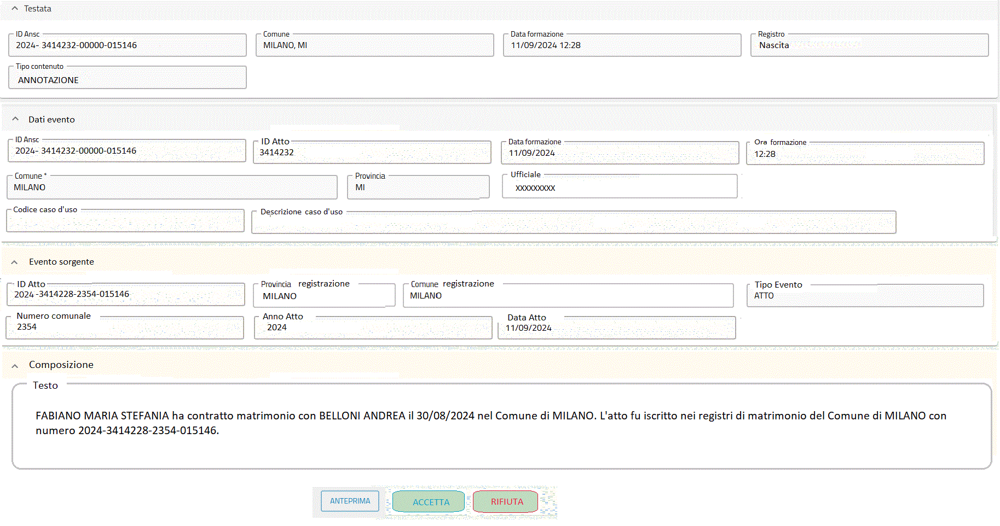 Testata
ID Ansc Comune Data formazione Registro
2024- 3414232-00000-015146 MILANO, MI 11/09/2024 12:28 Nascita
Tipo contenuto
ANNOTAZIONE
Dati evento
ID Ansc ID Atto Data formazione Ora formazione
2024- 3414232-00000-015146 3414232 11/09/2024 12:28
Comune * Provincia Ufficiale
MILANO MI XXXXXXXXX
Codice caso d'uso Descrizione caso d'uso
Evento sorgente
ID Atto Provincia registrazione Comune registrazione Tipo Evento
2024 -3414228-2354-015146 MILANO MILANO ATTO
Numero comunale Anno Atto Data Atto
2354 2024 11/09/2024
Composizione
Testo
FABIANO MARIA STEFANIA ha contratto matrimonio con BELLONI ANDREA il 30/08/2024 nel Comune di MILANO. L'atto fu iscritto nei registri di matrimonio del Comune di MILANO con
numero 2024-3414228-2354-015146.
ANTEPRIMA ACCETTA RIFIUTA